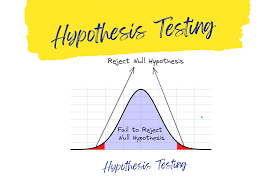 Hypothesis Testing
Reject Null Hypothesis
Fail to Reject
Null Hypothesis
Hypothesis Testing